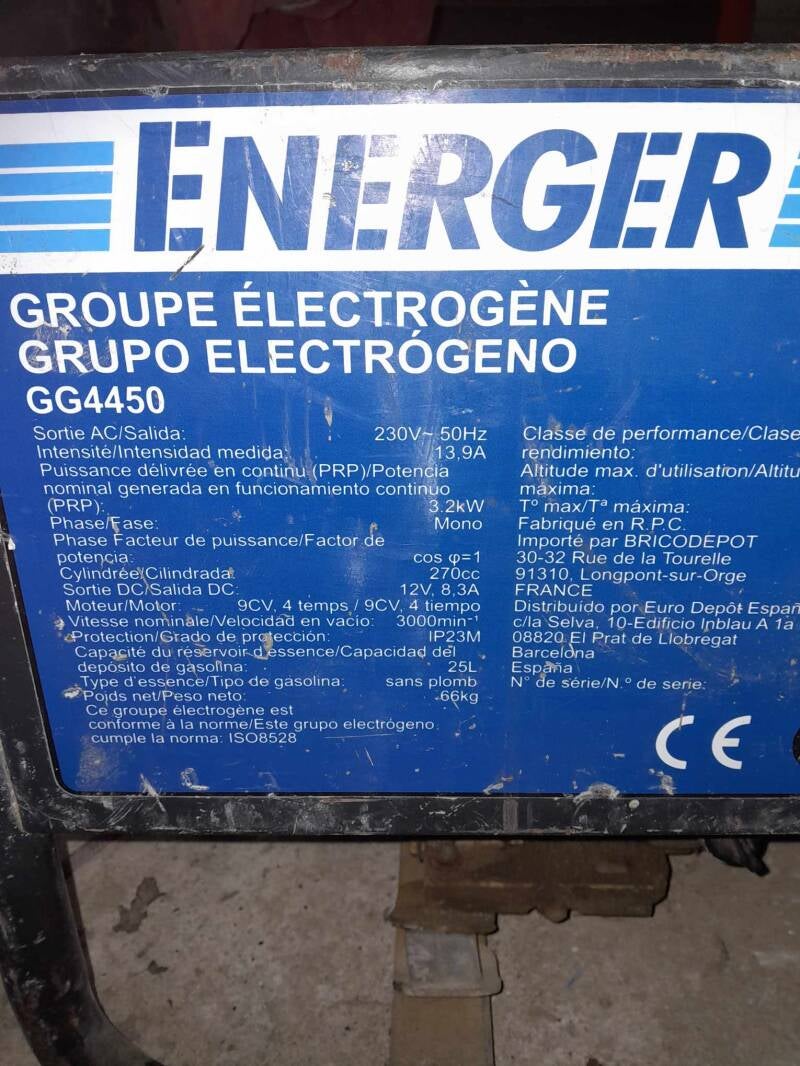 ENERGER
GROUPE ÉLECTROGÈNE
GRUPO ELECTRÓGENO
GG4450
Sortie AC/Salida: 230V~ 50Hz
Intensité/Intensidad medida: 13,9A
Puissance délivrée en continu (PRP)/Potencia
nominal generada en funcionamiento continuo
(PRP): 3.2kW
Phase/Fase: Mono
Phase Facteur de puissance/Factor de
potencia: cos φ=1
Cylindrée/Cilindrada: 270cc
Sortie DC/Salida DC: 12V, 8,3A
Moteur/Motor: 9CV, 4 temps / 9CV, 4 tiempo
Vitesse nominale/Velocidad en vacio: 3000min⁻¹
Protection/Grado de protección: IP23M
Capacité du réservoir d'essence/Capacidad del
depósito de gasolina: 25L
Type d'essence/Tipo de gasolina: sans plomb
Poids net/Peso neto: 66kg
Ce groupe électrogène est
conforme à la norme/Este grupo electrógeno
cumple la norma: ISO8528
Classe de performance/Clase
rendimiento:
Altitude max. d'utilisation/Altitu
máxima:
Tº max/Tª máxima:
Fabriqué en R.P.C.
Importé par BRICODEPOT
30-32 Rue de la Tourelle
91310, Longpont-sur-Orge
FRANCE
Distribuído por Euro Depôt España
c/la Selva, 10-Edificio Inblau A 1a
08820 El Prat de Llobregat
Barcelona
España
N° de série/N.º de serie:
CE